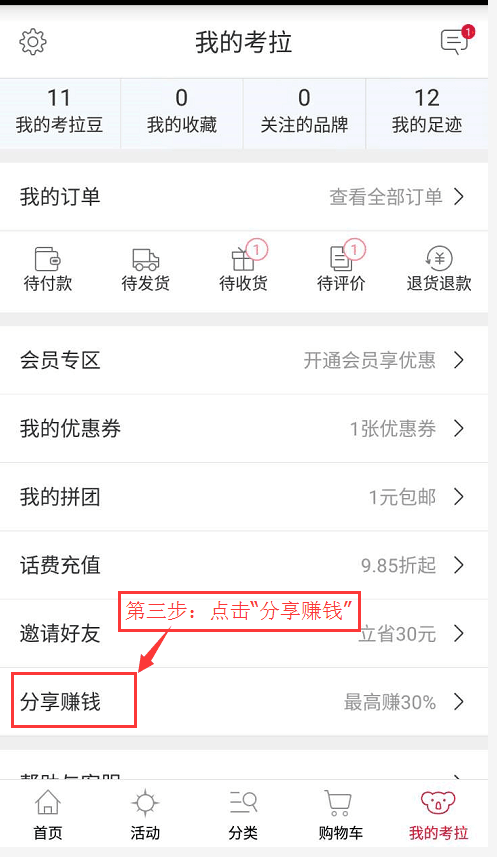 我的考拉
1
11 0 0 12
我的考拉豆 我的收藏 关注的品牌 我的足迹
我的订单 查看全部订单
1 1
待付款 待发货 待收货 待评价 退货退款
会员专区 开通会员享优惠
我的优惠券 1张优惠券
我的拼团 1元包邮
话费充值 9.85折起
第三步：点击“分享赚钱”
邀请好友 立省30元
分享赚钱 最高赚30%
帮助与客服
首页 活动 分类 购物车 我的考拉